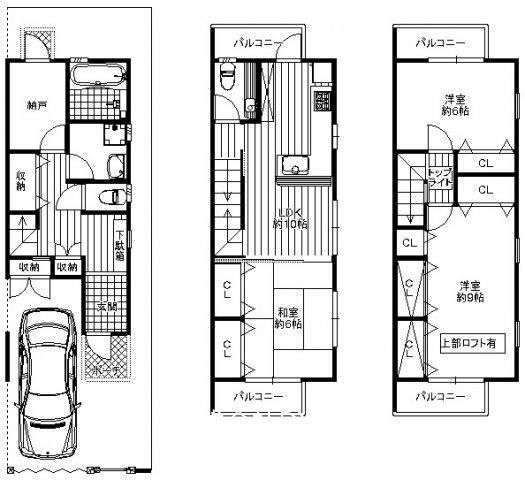 納戸
収納
下駄箱
収納
収納
玄関
ポーチ
バルコニー
LDK
約10帖
CL
和室
約6帖
CL
バルコニー
バルコニー
洋室
約6帖
CL
トップ
ライト
CL
CL
CL
洋室
約9帖
CL
上部ロフト有
バルコニー